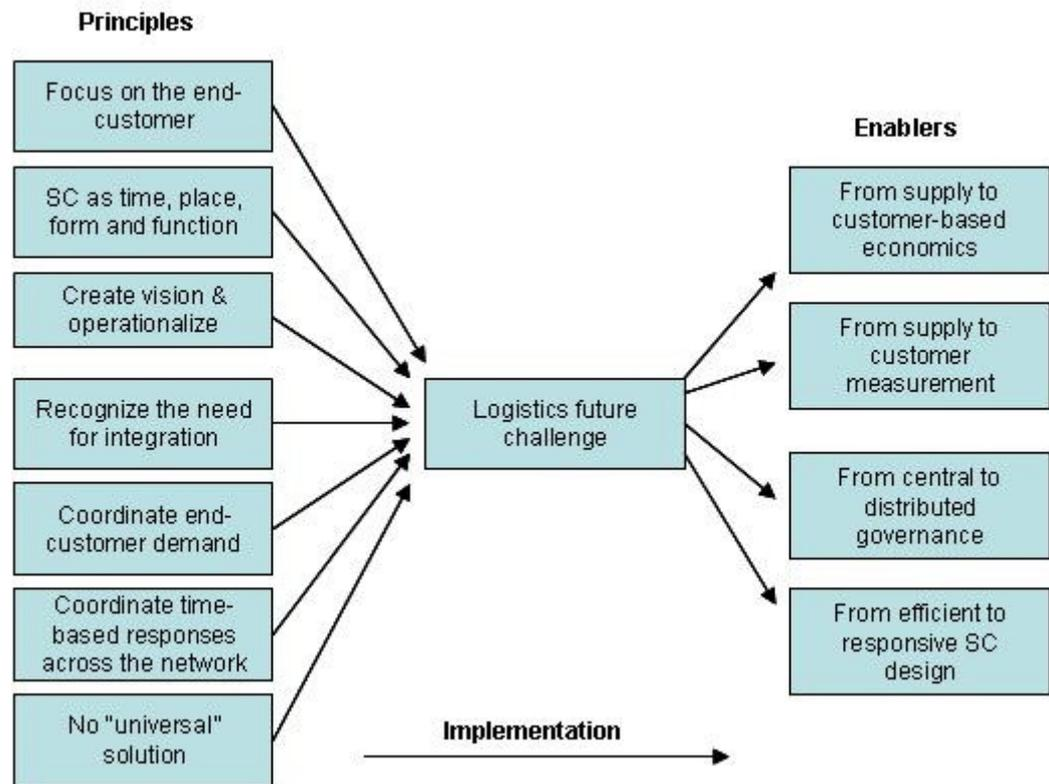 Principles
Focus on the end-
customer
SC as time, place,
form and function
Create vision &
operationalize
Recognize the need
for integration
Coordinate end-
customer demand
Coordinate time-
based responses
across the network
No "universal"
solution
Logistics future
challenge
Implementation
Enablers
From supply to
customer-based
economics
From supply to
customer
measurement
From central to
distributed
governance
From efficient to
responsive SC
design